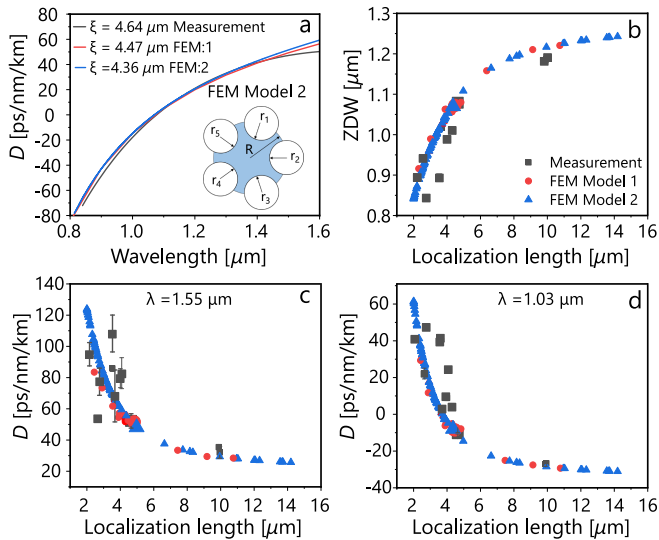 a
ξ = 4.64 μm Measurement
ξ = 4.47 μm FEM:1
ξ =4.36 μm FEM:2
FEM Model 2
r1
r2
r3
r4
r5
R
D [ps/nm/km]
60
40
20
0
-20
-40
-60
-80
0.8 1.0 1.2 1.4 1.6
Wavelength [μm]
b
ZDW [μm]
1.3
1.2
1.1
1.0
0.9
0.8
Measurement
FEM Model 1
FEM Model 2
0 2 4 6 8 10 12 14
Localization length [μm]
c
λ =1.55 μm
D [ps/nm/km]
140
120
100
80
60
40
20
2 4 6 8 10 12 14
Localization length [μm]
d
λ =1.03 μm
D [ps/nm/km]
60
40
20
0
-20
-40
0 2 4 6 8 10 12 14
Localization length [μm]